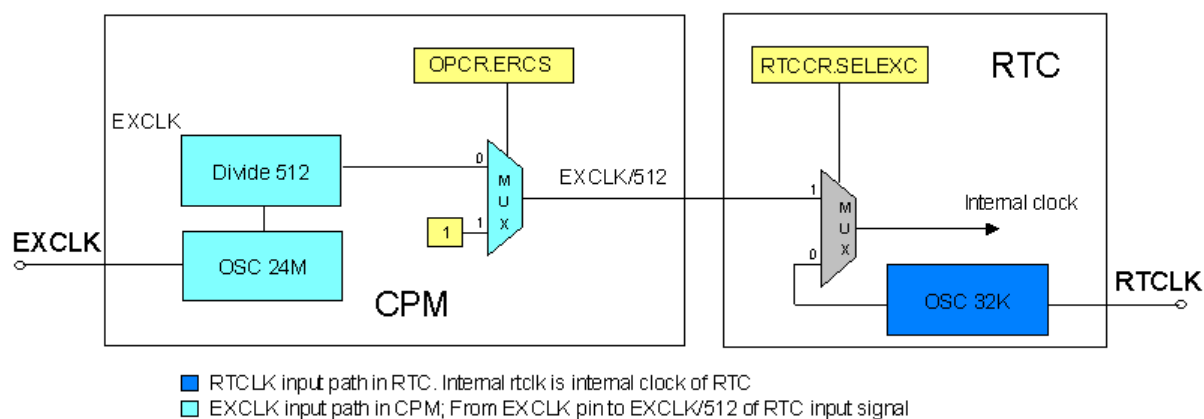 OPCR.ERCS
RTCCR.SELEXC
RTC
EXCLK
Divide 512
0
MUX
EXCLK/512
1
MUX
Internal clock
1
1
EXCLK
OSC 24M
0
RTCLK
OSC 32K
CPM
RTCLK input path in RTC. Internal rtclk is internal clock of RTC
EXCLK input path in CPM; From EXCLK pin to EXCLK/512 of RTC input signal